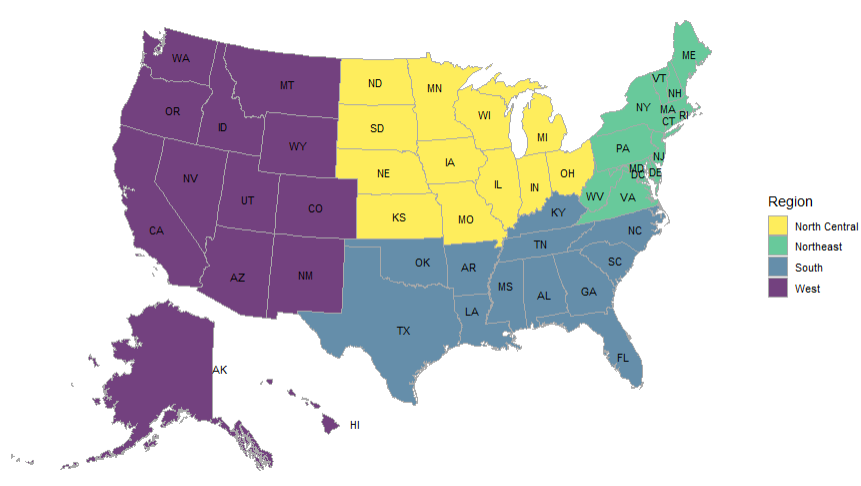 ME
WA
VT
ND
MT
MN
NH
NY
MA
OR
WI
RI
CT
ID
SD
MI
WY
PA
NJ
IA
MD
OH
NE
DE
DC
NV
IL
IN
UT
WV
VA
CO
KY
KS
MO
CA
NC
TN
SC
OK
AR
AZ
NM
MS
GA
AL
LA
TX
FL
AK
HI
Region
North Central
Northeast
South
West